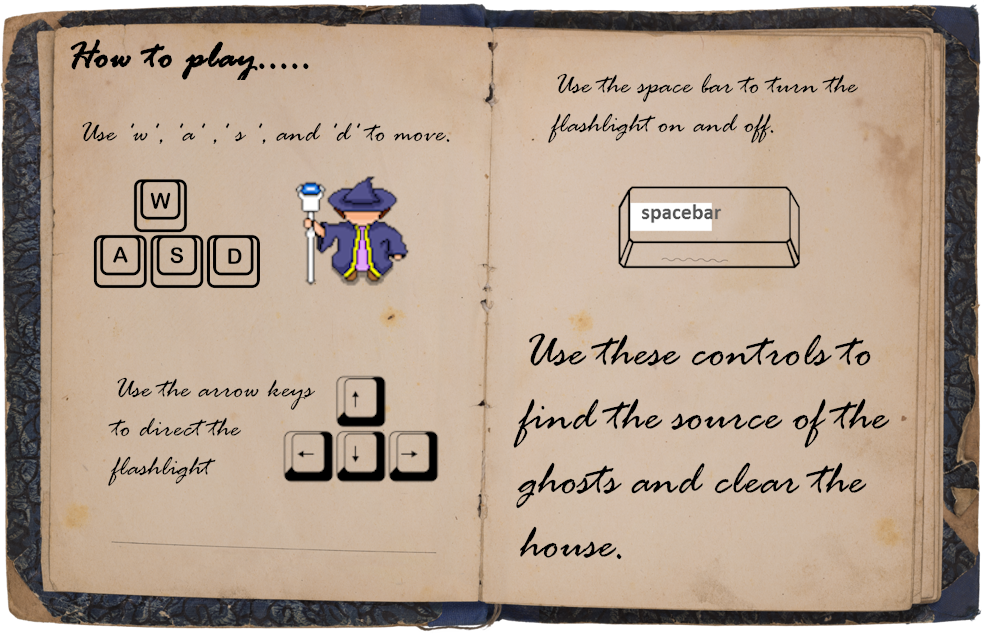 How to play.....
Use 'w', 'a', 's', and 'd' to move.
W
A S D
Use the arrow keys
to direct the
flashlight
↑
← ↓ →
Use the space bar to turn the
flashlight on and off.
spacebar
Use these controls to
find the source of the
ghosts and clear the
house.